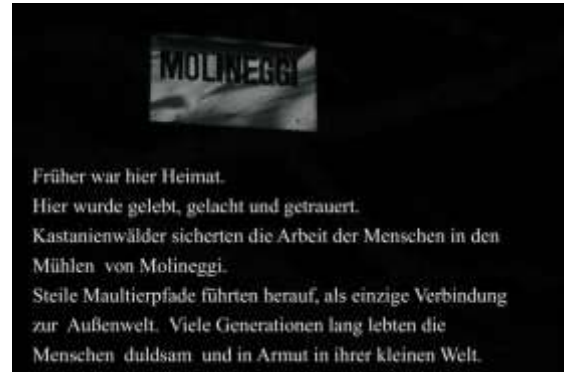 MOLINEGGI
Früher war hier Heimat.
Hier wurde gelebt, gelacht und getrauert.
Kastanienwälder sicherten die Arbeit der Menschen in den
Mühlen von Molineggi.
Steile Maultierpfade führten herauf, als einzige Verbindung
zur Außenwelt. Viele Generationen lang lebten die
Menschen duldsam und in Armut in ihrer kleinen Welt.